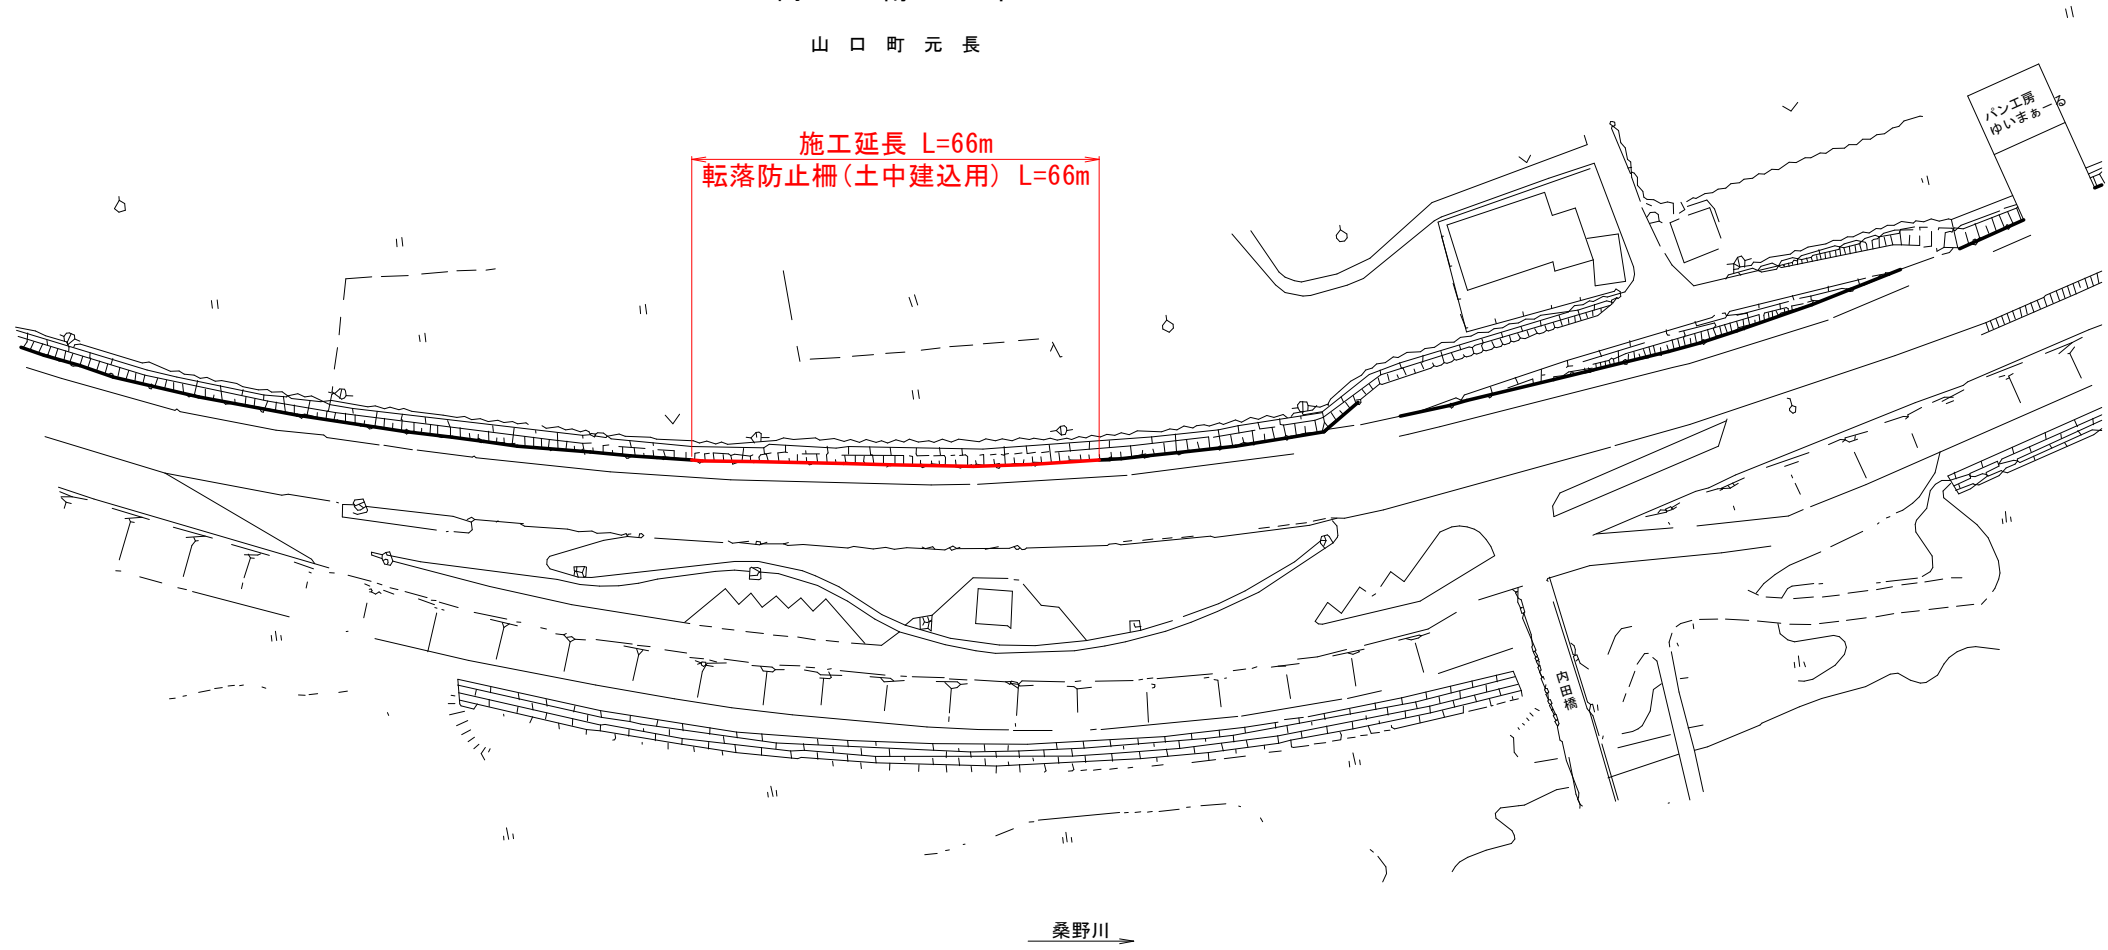 山口町元長
施工延長 L=66m
転落防止柵(土中建込用) L=66m
パン工房
ゆいまぁーる
内田橋
桑野川